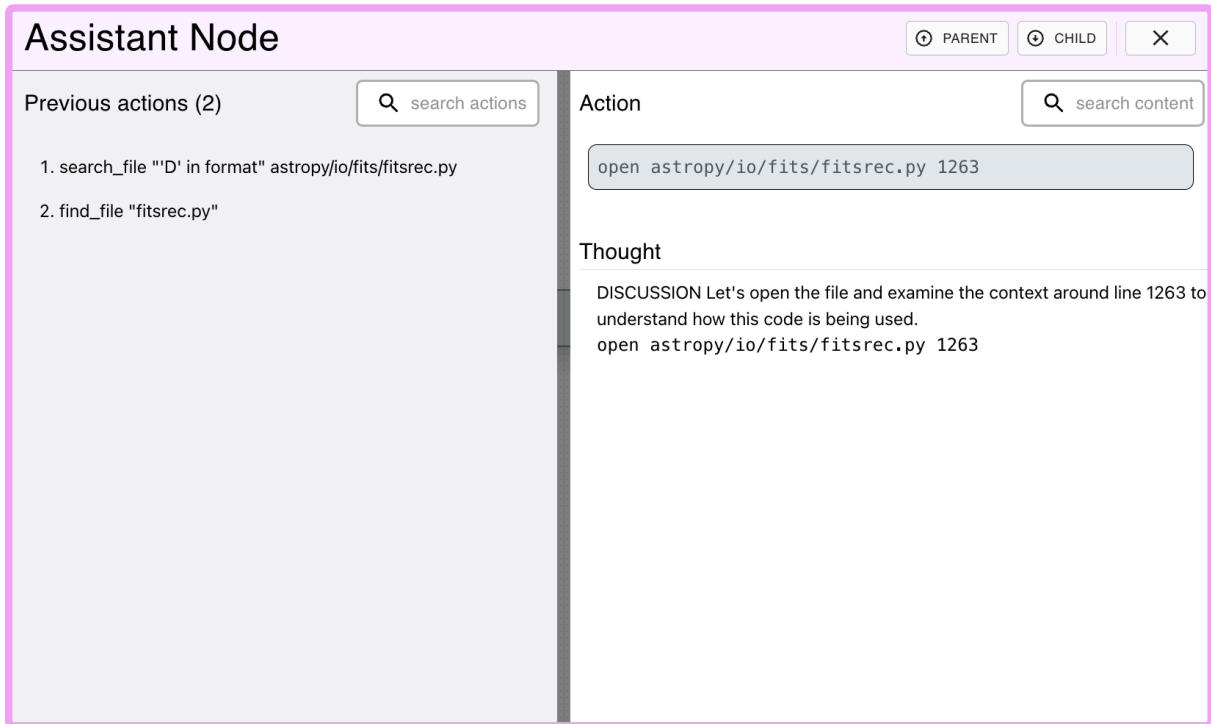 Assistant Node
PARENT
CHILD
Previous actions (2)
search actions
1. search_file "'D' in format" astropy/io/fits/fitsrec.py
2. find_file "fitsrec.py"
Action
search content
open astropy/io/fits/fitsrec.py 1263
Thought
DISCUSSION Let's open the file and examine the context around line 1263 to
understand how this code is being used.
open astropy/io/fits/fitsrec.py 1263